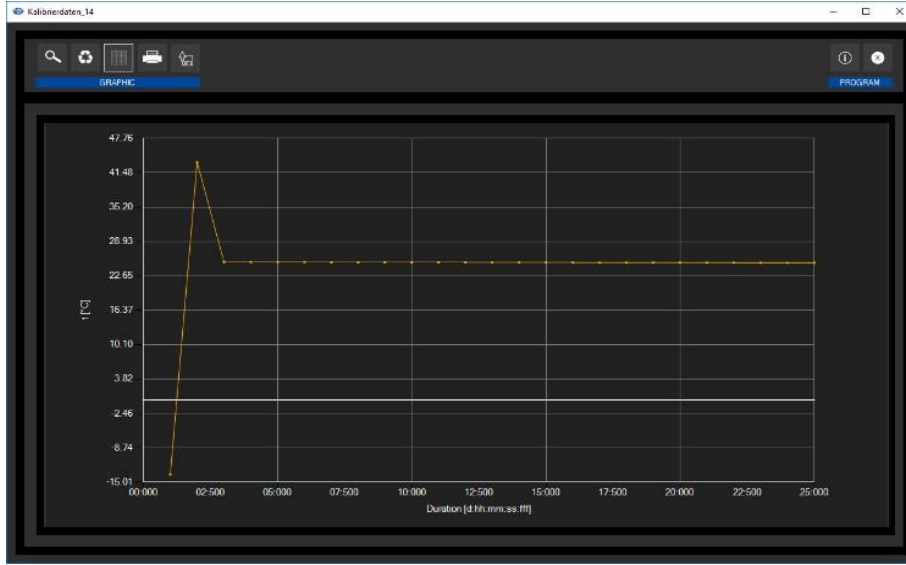 Kalibrierdaten_14
GRAPHIC
PROGRAM
47.76
41.48
35.20
28.93
22.65
16.37
10.10
3.82
-2.46
-8.74
-15.01
t [°C]
00:000 02:500 05:000 07:500 10:000 12:500 15:000 17:500 20:000 22:500 25:000
Duration [d:hh:mm:ss:fff]